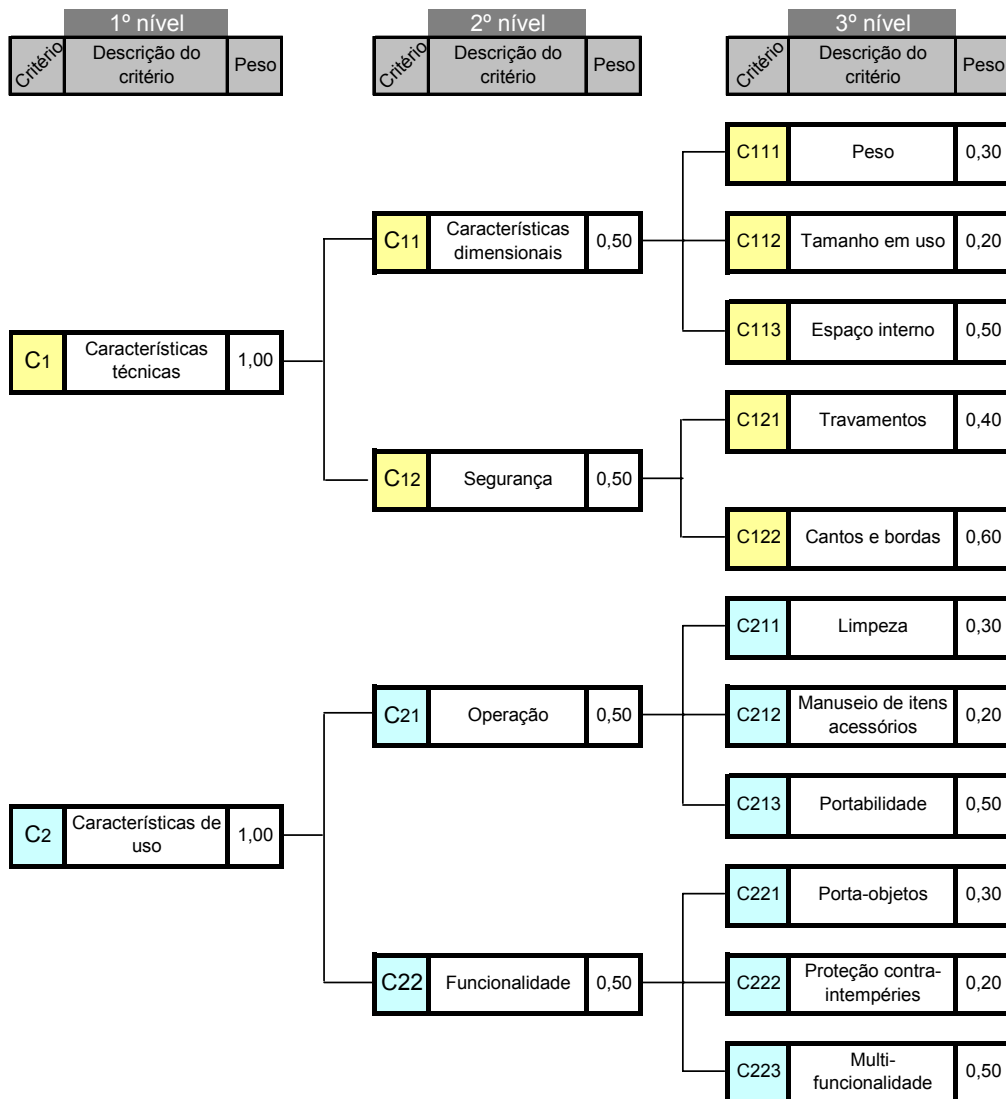 1º nível
2º nível
3º nível
Critério
Descrição do
critério
Peso
Critério
Descrição do
critério
Peso
Critério
Descrição do
critério
Peso
C111
Peso
0,30
C11
Características
dimensionais
0,50
C112
Tamanho em uso
0,20
C113
Espaço interno
0,50
C1
Características
técnicas
1,00
C121
Travamentos
0,40
C12
Segurança
0,50
C122
Cantos e bordas
0,60
C211
Limpeza
0,30
C21
Operação
0,50
C212
Manuseio de itens
acessórios
0,20
C213
Portabilidade
0,50
C2
Características de
uso
1,00
C221
Porta-objetos
0,30
C22
Funcionalidade
0,50
C222
Proteção contra-
intempéries
0,20
C223
Multi-
funcionalidade
0,50